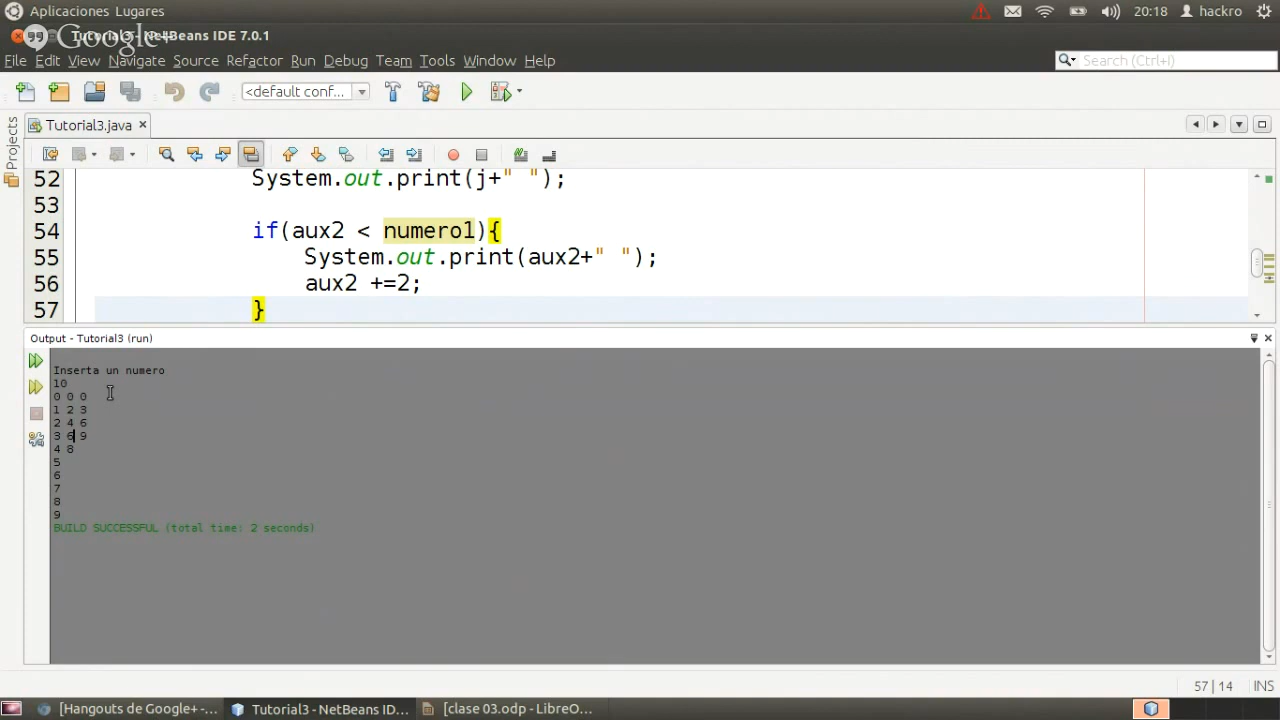 Aplicaciones Lugares
20:18 hackro
Google+
Tutorial3 - NetBeans IDE 7.0.1
File Edit View Navigate Source Refactor Run Debug Team Tools Window Help
Search (Ctrl+I)
<default conf...
Projects
Tutorial3.java
52 System.out.print(j+" ");
53
54 if(aux2 < numero1){
55 System.out.print(aux2+" ");
56 aux2 +=2;
57 }
Output - Tutorial3 (run)
Inserta un numero
10
0 0 0
1 2 3
2 4 6
3 6 9
4 8
5
6
7
8
9
BUILD SUCCESSFUL (total time: 2 seconds)
57 | 14 INS
[Hangouts de Google+ -... Tutorial3 - NetBeans ID... [clase 03.odp - LibreO...